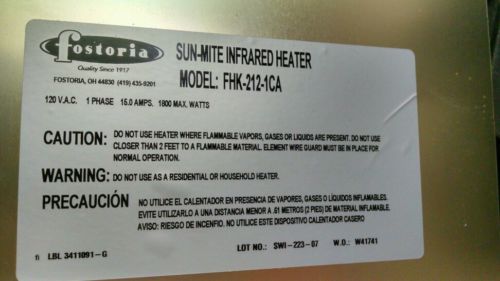 fostoria
Quality Since 1917
FOSTORIA, OH 44830 (419) 435-9201
SUN-MITE INFRARED HEATER
MODEL: FHK-212-1CA
120 V.A.C. 1 PHASE 15.0 AMPS. 1800 MAX. WATTS
CAUTION: DO NOT USE HEATER WHERE FLAMMABLE VAPORS, GASES OR LIQUIDS ARE PRESENT. DO NOT USE
CLOSER THAN 2 FEET TO A FLAMMABLE MATERIAL. ELEMENT WIRE GUARD MUST BE IN PLACE FOR
NORMAL OPERATION.
WARNING: DO NOT USE AS A RESIDENTIAL OR HOUSEHOLD HEATER.
PRECAUCIÓN NO UTILICE EL CALENTADOR EN PRESENCIA DE VAPORES, GASES O LÍQUIDOS INFLAMABLES.
EVITE UTILIZARLO A UNA DISTANCIA MENOR A .61 METROS (2 PIES) DE MATERIAL INFLAMABLE,
AVISO: RIESGO DE INCENFIO. NO UTILICE ESTE DISPOSITIVO CALENTADOR CASERO
fi LBL 3411091-G LOT NO.: SWI-223-07 W.O.: W41741